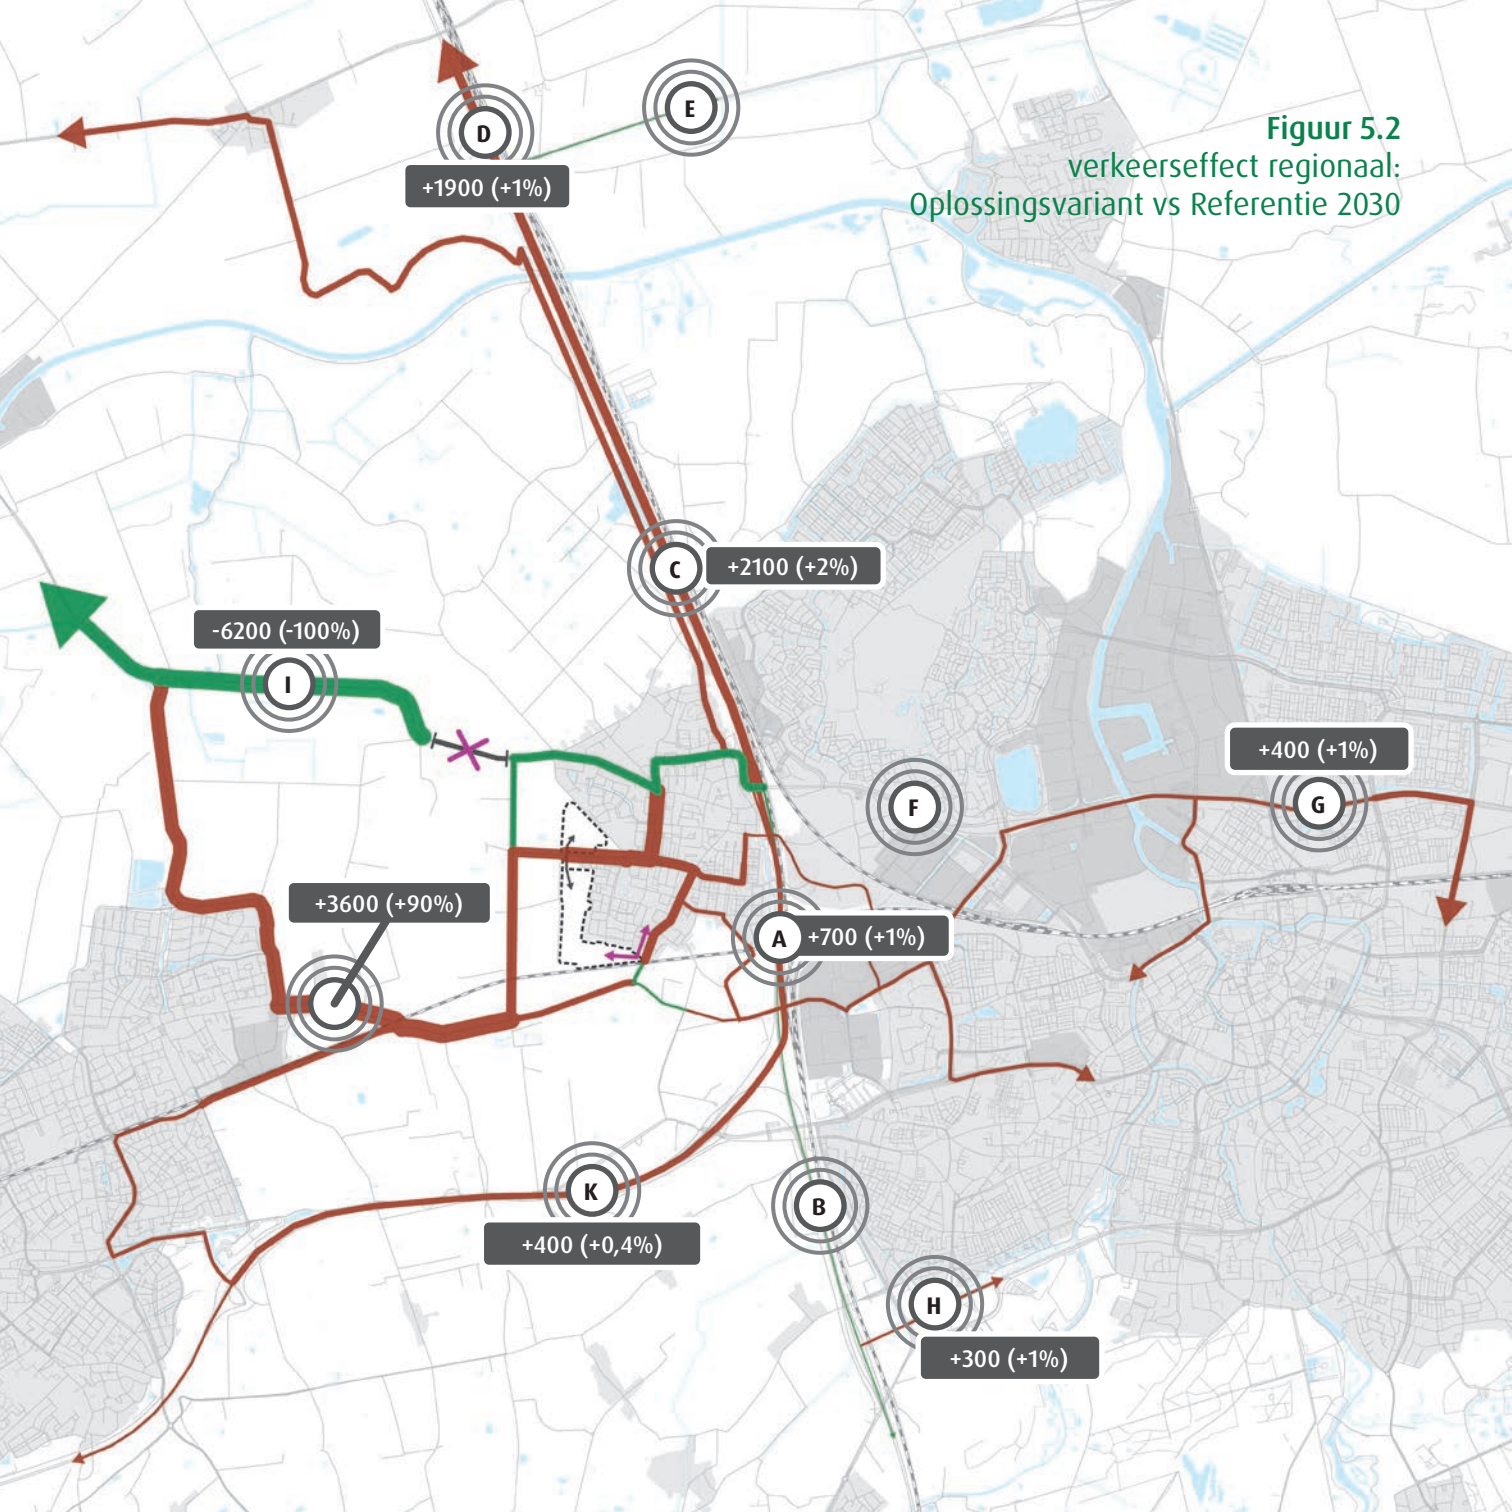 E
D
Figuur 5.2
verkeerseffect regionaal:
Oplossingsvariant vs Referentie 2030
+1900 (+1%)
C
+2100 (+2%)
-6200 (-100%)
I
+400 (+1%)
G
F
+3600 (+90%)
A
+700 (+1%)
K
B
+400 (+0,4%)
H
+300 (+1%)